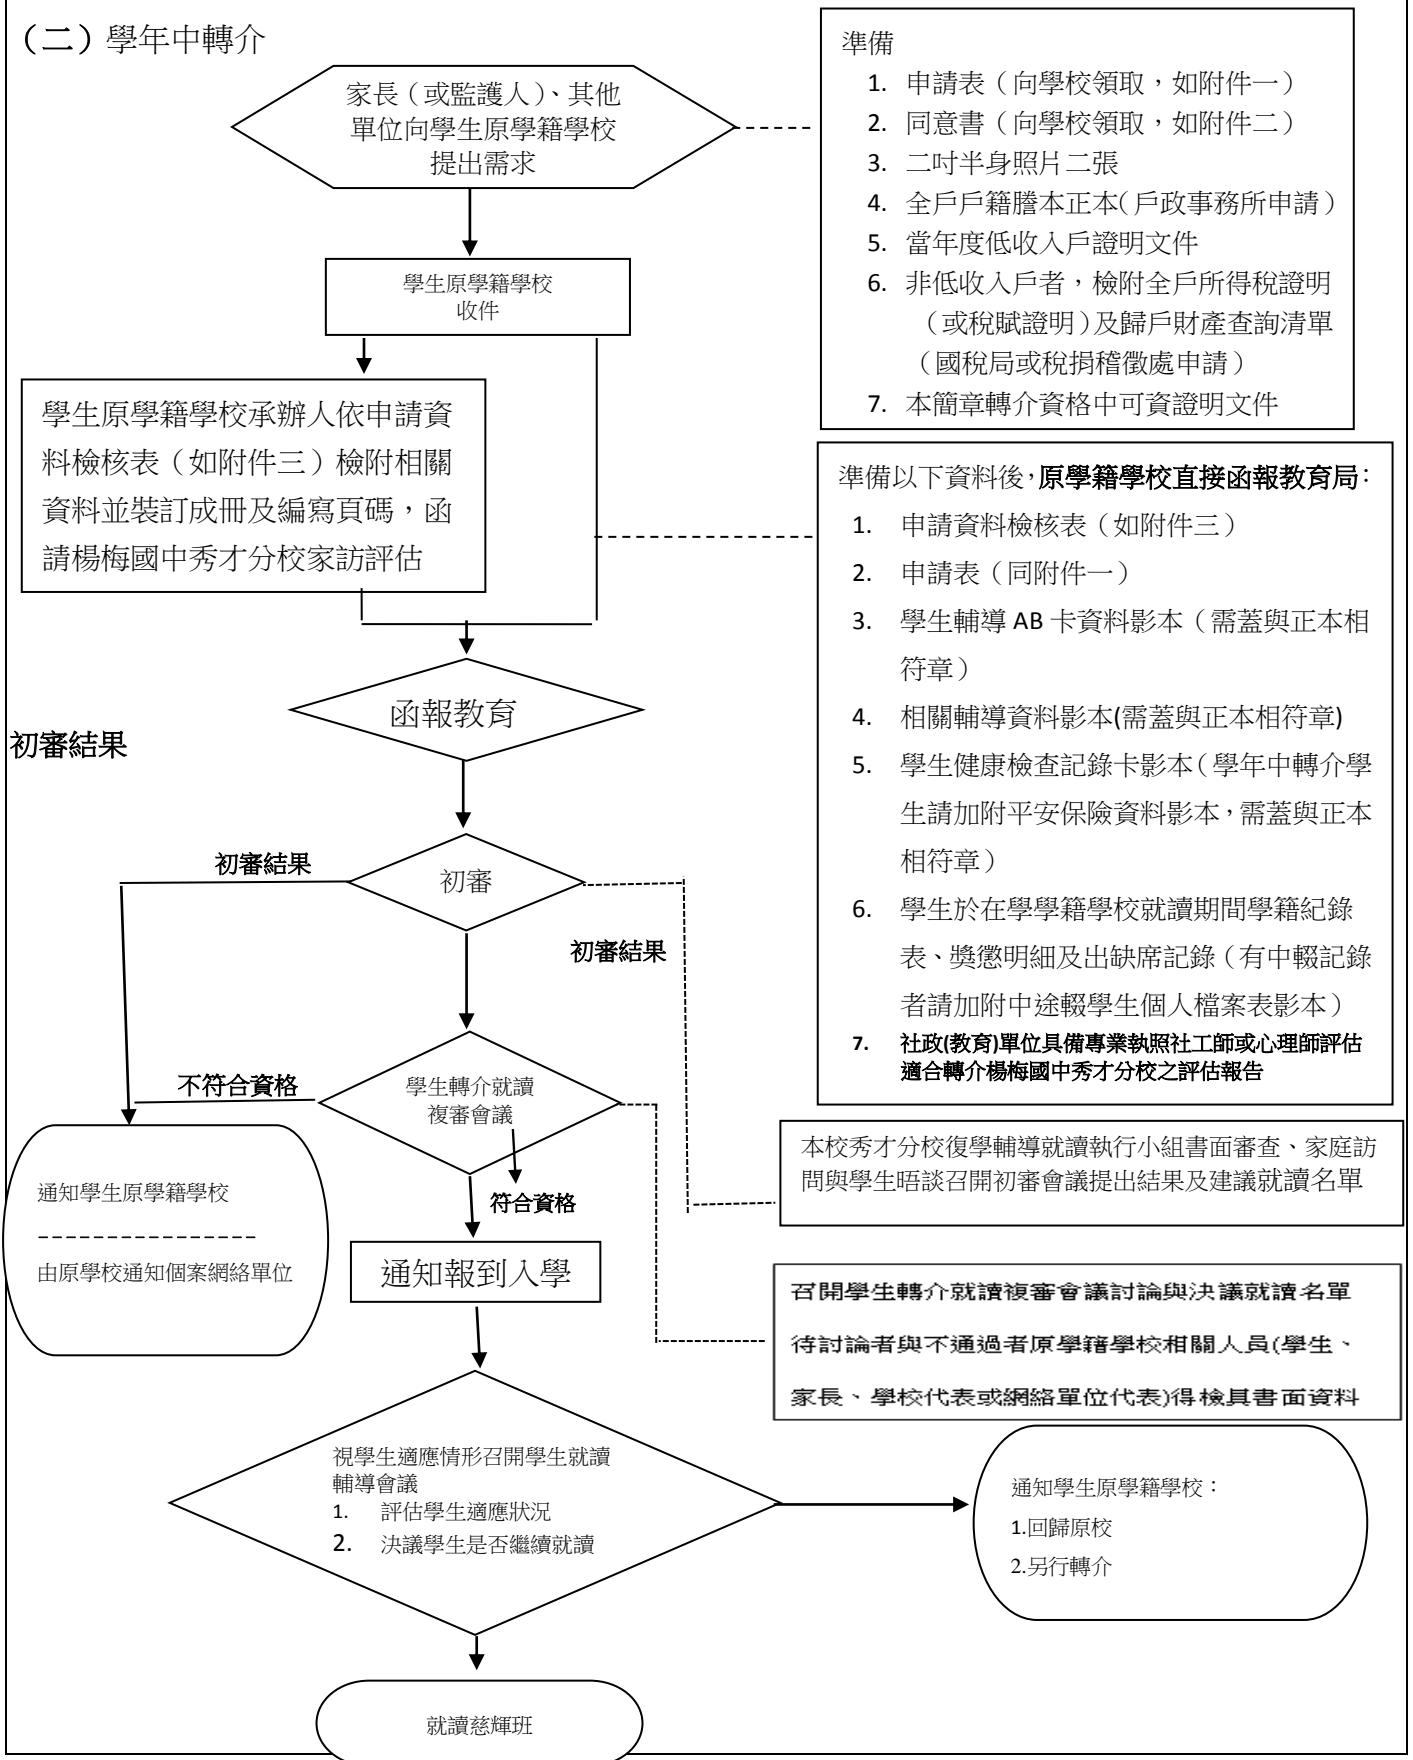 （二）學年中轉介
家長（或監護人）、其他
單位向學生原學籍學校
提出需求
準備
1. 申請表（向學校領取，如附件一）
2. 同意書（向學校領取，如附件二）
3. 二吋半身照片二張
4. 全戶戶籍謄本正本（戶政事務所申請）
5. 當年度低收入戶證明文件
6. 非低收入戶者，檢附全戶所得稅證明
（或稅賦證明）及歸戶財產查詢清單
（國稅局或稅捐稽徵處申請）
7. 本簡章轉介資格中可資證明文件
學生原學籍學校
收件
學生原學籍學校承辦人依申請資
料檢核表（如附件三）檢附相關
資料並裝訂成冊及編寫頁碼，函
請楊梅國中秀才分校家訪評估
準備以下資料後，原學籍學校直接函報教育局：
1. 申請資料檢核表（如附件三）
2. 申請表（同附件一）
3. 學生輔導 AB 卡資料影本（需蓋與正本相
符章）
4. 相關輔導資料影本(需蓋與正本相符章)
5. 學生健康檢查記錄卡影本（學年中轉介學
生請加附平安保險資料影本，需蓋與正本
相符章）
6. 學生於在學學籍學校就讀期間學籍紀錄
表、獎懲明細及出缺席記錄（有中輟記錄
者請加附中途輟學生個人檔案表影本）
7. 社政(教育)單位具備專業執照社工師或心理師評估
適合轉介楊梅國中秀才分校之評估報告
函報教育
初審結果
初審結果
初審
初審結果
不符合資格
學生轉介就讀
複審會議
符合資格
本校秀才分校復學輔導就讀執行小組書面審查、家庭訪
問與學生晤談召開初審會議提出結果及建議就讀名單
通知學生原學籍學校
----------------
由原學校通知個案網絡單位
通知報到入學
召開學生轉介就讀複審會議討論與決議就讀名單
待討論者與不通過者原學籍學校相關人員(學生、
家長、學校代表或網絡單位代表)得檢具書面資料
視學生適應情形召開學生就讀
輔導會議
1. 評估學生適應狀況
2. 決議學生是否繼續就讀
通知學生原學籍學校：
1.回歸原校
2.另行轉介
就讀慈輝班